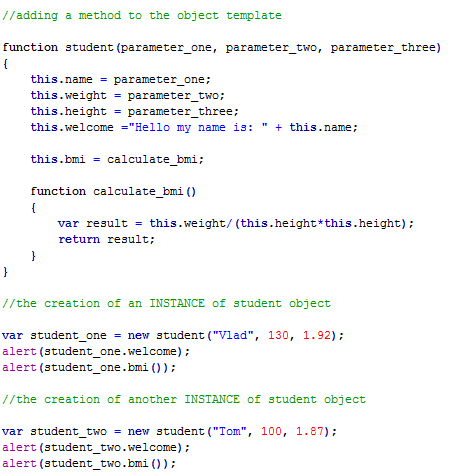 //adding a method to the object template
function student(parameter_one, parameter_two, parameter_three)
{
this.name = parameter_one;
this.weight = parameter_two;
this.height = parameter_three;
this.welcome ="Hello my name is: " + this.name;
this.bmi = calculate_bmi;
function calculate_bmi()
{
var result = this.weight/(this.height*this.height);
return result;
}
}
//the creation of an INSTANCE of student object
var student_one = new student("Vlad", 130, 1.92);
alert(student_one.welcome);
alert(student_one.bmi());
//the creation of another INSTANCE of student object
var student_two = new student("Tom", 100, 1.87);
alert(student_two.welcome);
alert(student_two.bmi());